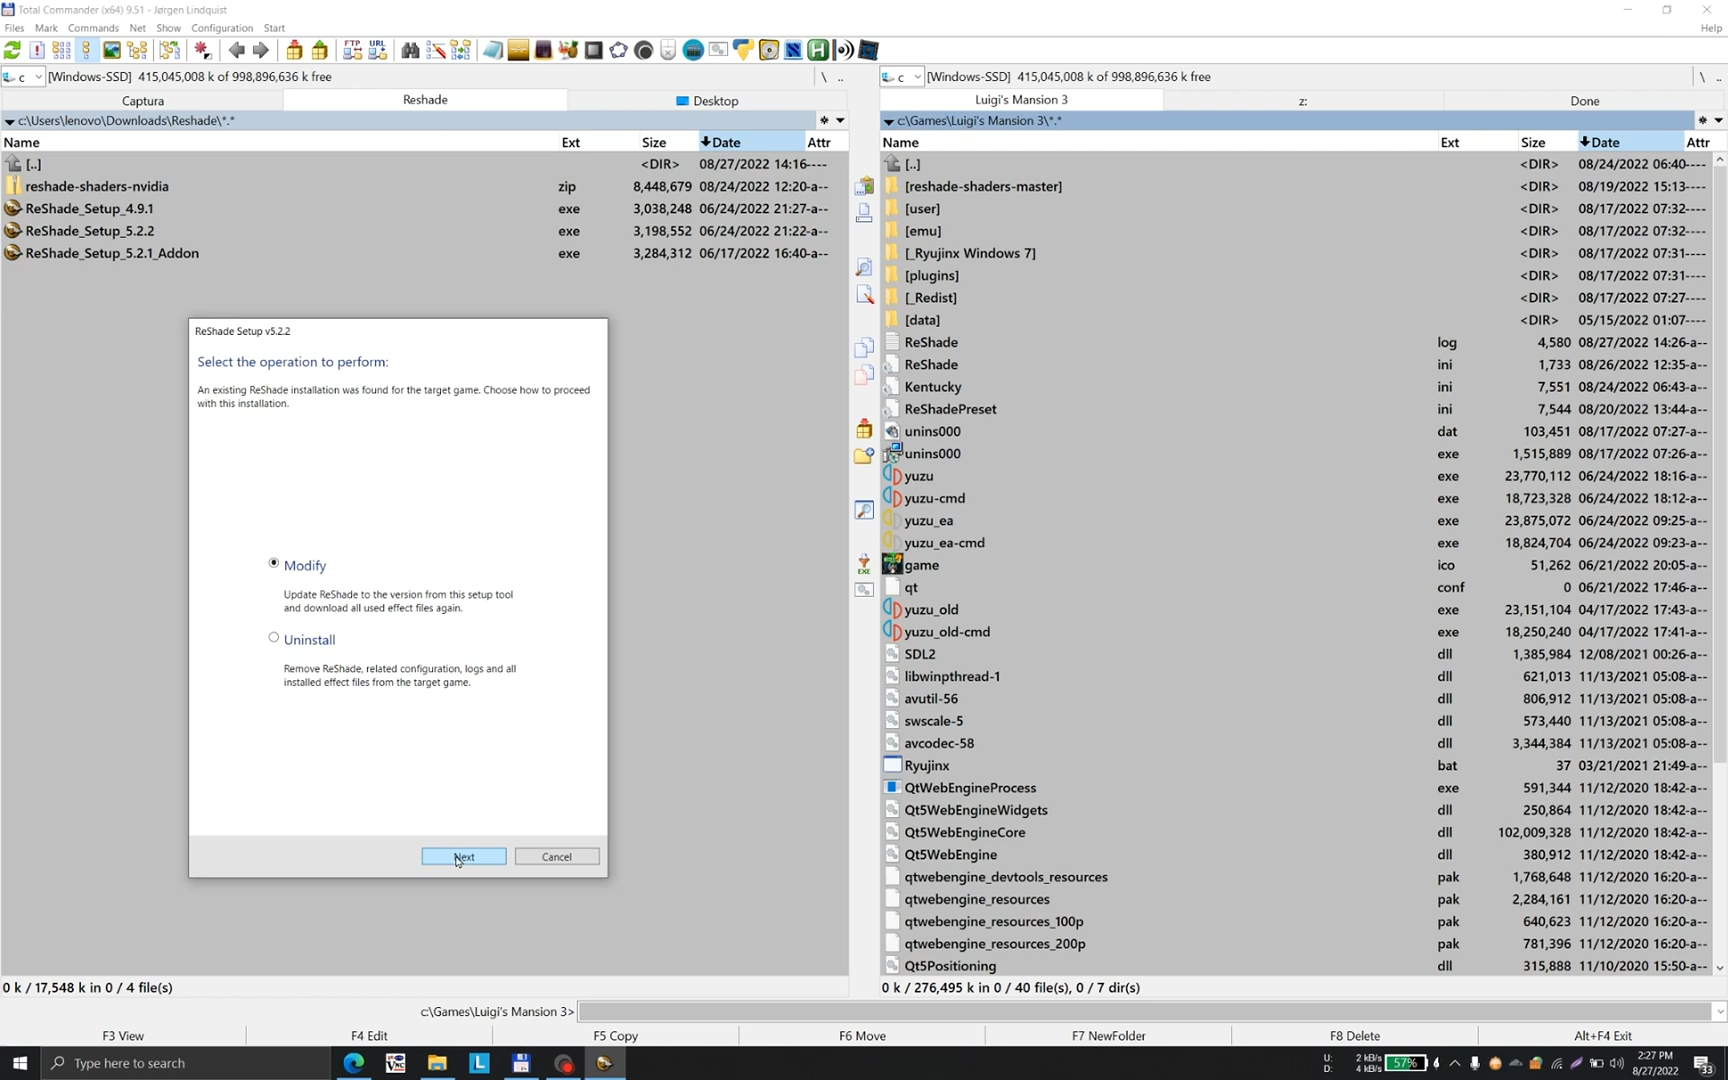 Total Commander (x64) 9.51 - Jørgen Lindquist
Files Mark Commands Net Show Configuration Start Help
FTP URL
c [Windows-SSD] 415,045,008 k of 998,896,636 k free \ ..
Captura Reshade Desktop
c:\Users\lenovo\Downloads\Reshade\*.*
Name Ext Size Date Attr
[..] <DIR> 08/27/2022 14:16----
reshade-shaders-nvidia zip 8,448,679 08/24/2022 12:20-a--
ReShade_Setup_4.9.1 exe 3,038,248 06/24/2022 21:27-a--
ReShade_Setup_5.2.2 exe 3,198,552 06/24/2022 21:22-a--
ReShade_Setup_5.2.1_Addon exe 3,284,312 06/17/2022 16:40-a--
ReShade Setup v5.2.2
Select the operation to perform:
An existing ReShade installation was found for the target game. Choose how to proceed
with this installation.
Modify
Update ReShade to the version from this setup tool
and download all used effect files again.
Uninstall
Remove ReShade, related configuration, logs and all
installed effect files from the target game.
Next Cancel
0 k / 17,548 k in 0 / 4 file(s)
EXE
c [Windows-SSD] 415,045,008 k of 998,896,636 k free \ ..
Luigi's Mansion 3 z: Done
c:\Games\Luigi's Mansion 3\*.*
Name Ext Size Date Attr
[..] <DIR> 08/24/2022 06:40----
[reshade-shaders-master] <DIR> 08/19/2022 15:13----
[user] <DIR> 08/17/2022 07:32----
[emu] <DIR> 08/17/2022 07:32----
[_Ryujinx Windows 7] <DIR> 08/17/2022 07:31----
[plugins] <DIR> 08/17/2022 07:31----
[_Redist] <DIR> 08/17/2022 07:27----
[data] <DIR> 05/15/2022 01:07----
ReShade log 4,580 08/27/2022 14:26-a--
ReShade ini 1,733 08/26/2022 12:35-a--
Kentucky ini 7,551 08/24/2022 06:43-a--
ReShadePreset ini 7,544 08/20/2022 13:44-a--
unins000 dat 103,451 08/17/2022 07:27-a--
unins000 exe 1,515,889 08/17/2022 07:26-a--
yuzu exe 23,770,112 06/24/2022 18:16-a--
yuzu-cmd exe 18,723,328 06/24/2022 18:12-a--
yuzu_ea exe 23,875,072 06/24/2022 09:25-a--
yuzu_ea-cmd exe 18,824,704 06/24/2022 09:23-a--
game ico 51,262 06/21/2022 20:05-a--
qt conf 0 06/21/2022 17:46-a--
yuzu_old exe 23,151,104 04/17/2022 17:43-a--
yuzu_old-cmd exe 18,250,240 04/17/2022 17:41-a--
SDL2 dll 1,385,984 12/08/2021 00:26-a--
libwinpthread-1 dll 621,013 11/13/2021 05:08-a--
avutil-56 dll 806,912 11/13/2021 05:08-a--
swscale-5 dll 573,440 11/13/2021 05:08-a--
avcodec-58 dll 3,344,384 11/13/2021 05:08-a--
Ryujinx bat 37 03/21/2021 21:49-a--
QtWebEngineProcess exe 591,344 11/12/2020 18:42-a--
Qt5WebEngineWidgets dll 250,864 11/12/2020 18:42-a--
Qt5WebEngineCore dll 102,009,328 11/12/2020 18:42-a--
Qt5WebEngine dll 380,912 11/12/2020 18:42-a--
qtwebengine_devtools_resources pak 1,768,648 11/12/2020 16:20-a--
qtwebengine_resources pak 2,284,161 11/12/2020 16:20-a--
qtwebengine_resources_100p pak 640,623 11/12/2020 16:20-a--
qtwebengine_resources_200p pak 781,396 11/12/2020 16:20-a--
Qt5Positioning dll 315,888 11/10/2020 15:50-a--
0 k / 276,495 k in 0 / 40 file(s), 0 / 7 dir(s)
c:\Games\Luigi's Mansion 3>
F3 View F4 Edit F5 Copy F6 Move F7 NewFolder F8 Delete Alt+F4 Exit
Type here to search
L
U: 2 kB/s
D: 4 kB/s
57%
2:27 PM
8/27/2022
33